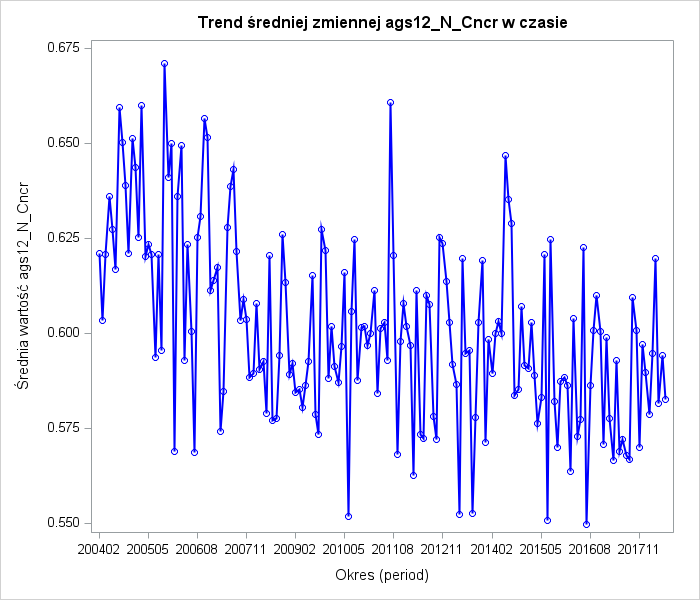 Trend średniej zmiennej ags12_N_Cncr w czasie
Średnia wartość ags12_N_Cncr
0.675
0.650
0.625
0.600
0.575
0.550
200402 200505 200608 200711 200902 201005 201108 201211 201402 201505 201608 201711
Okres (period)